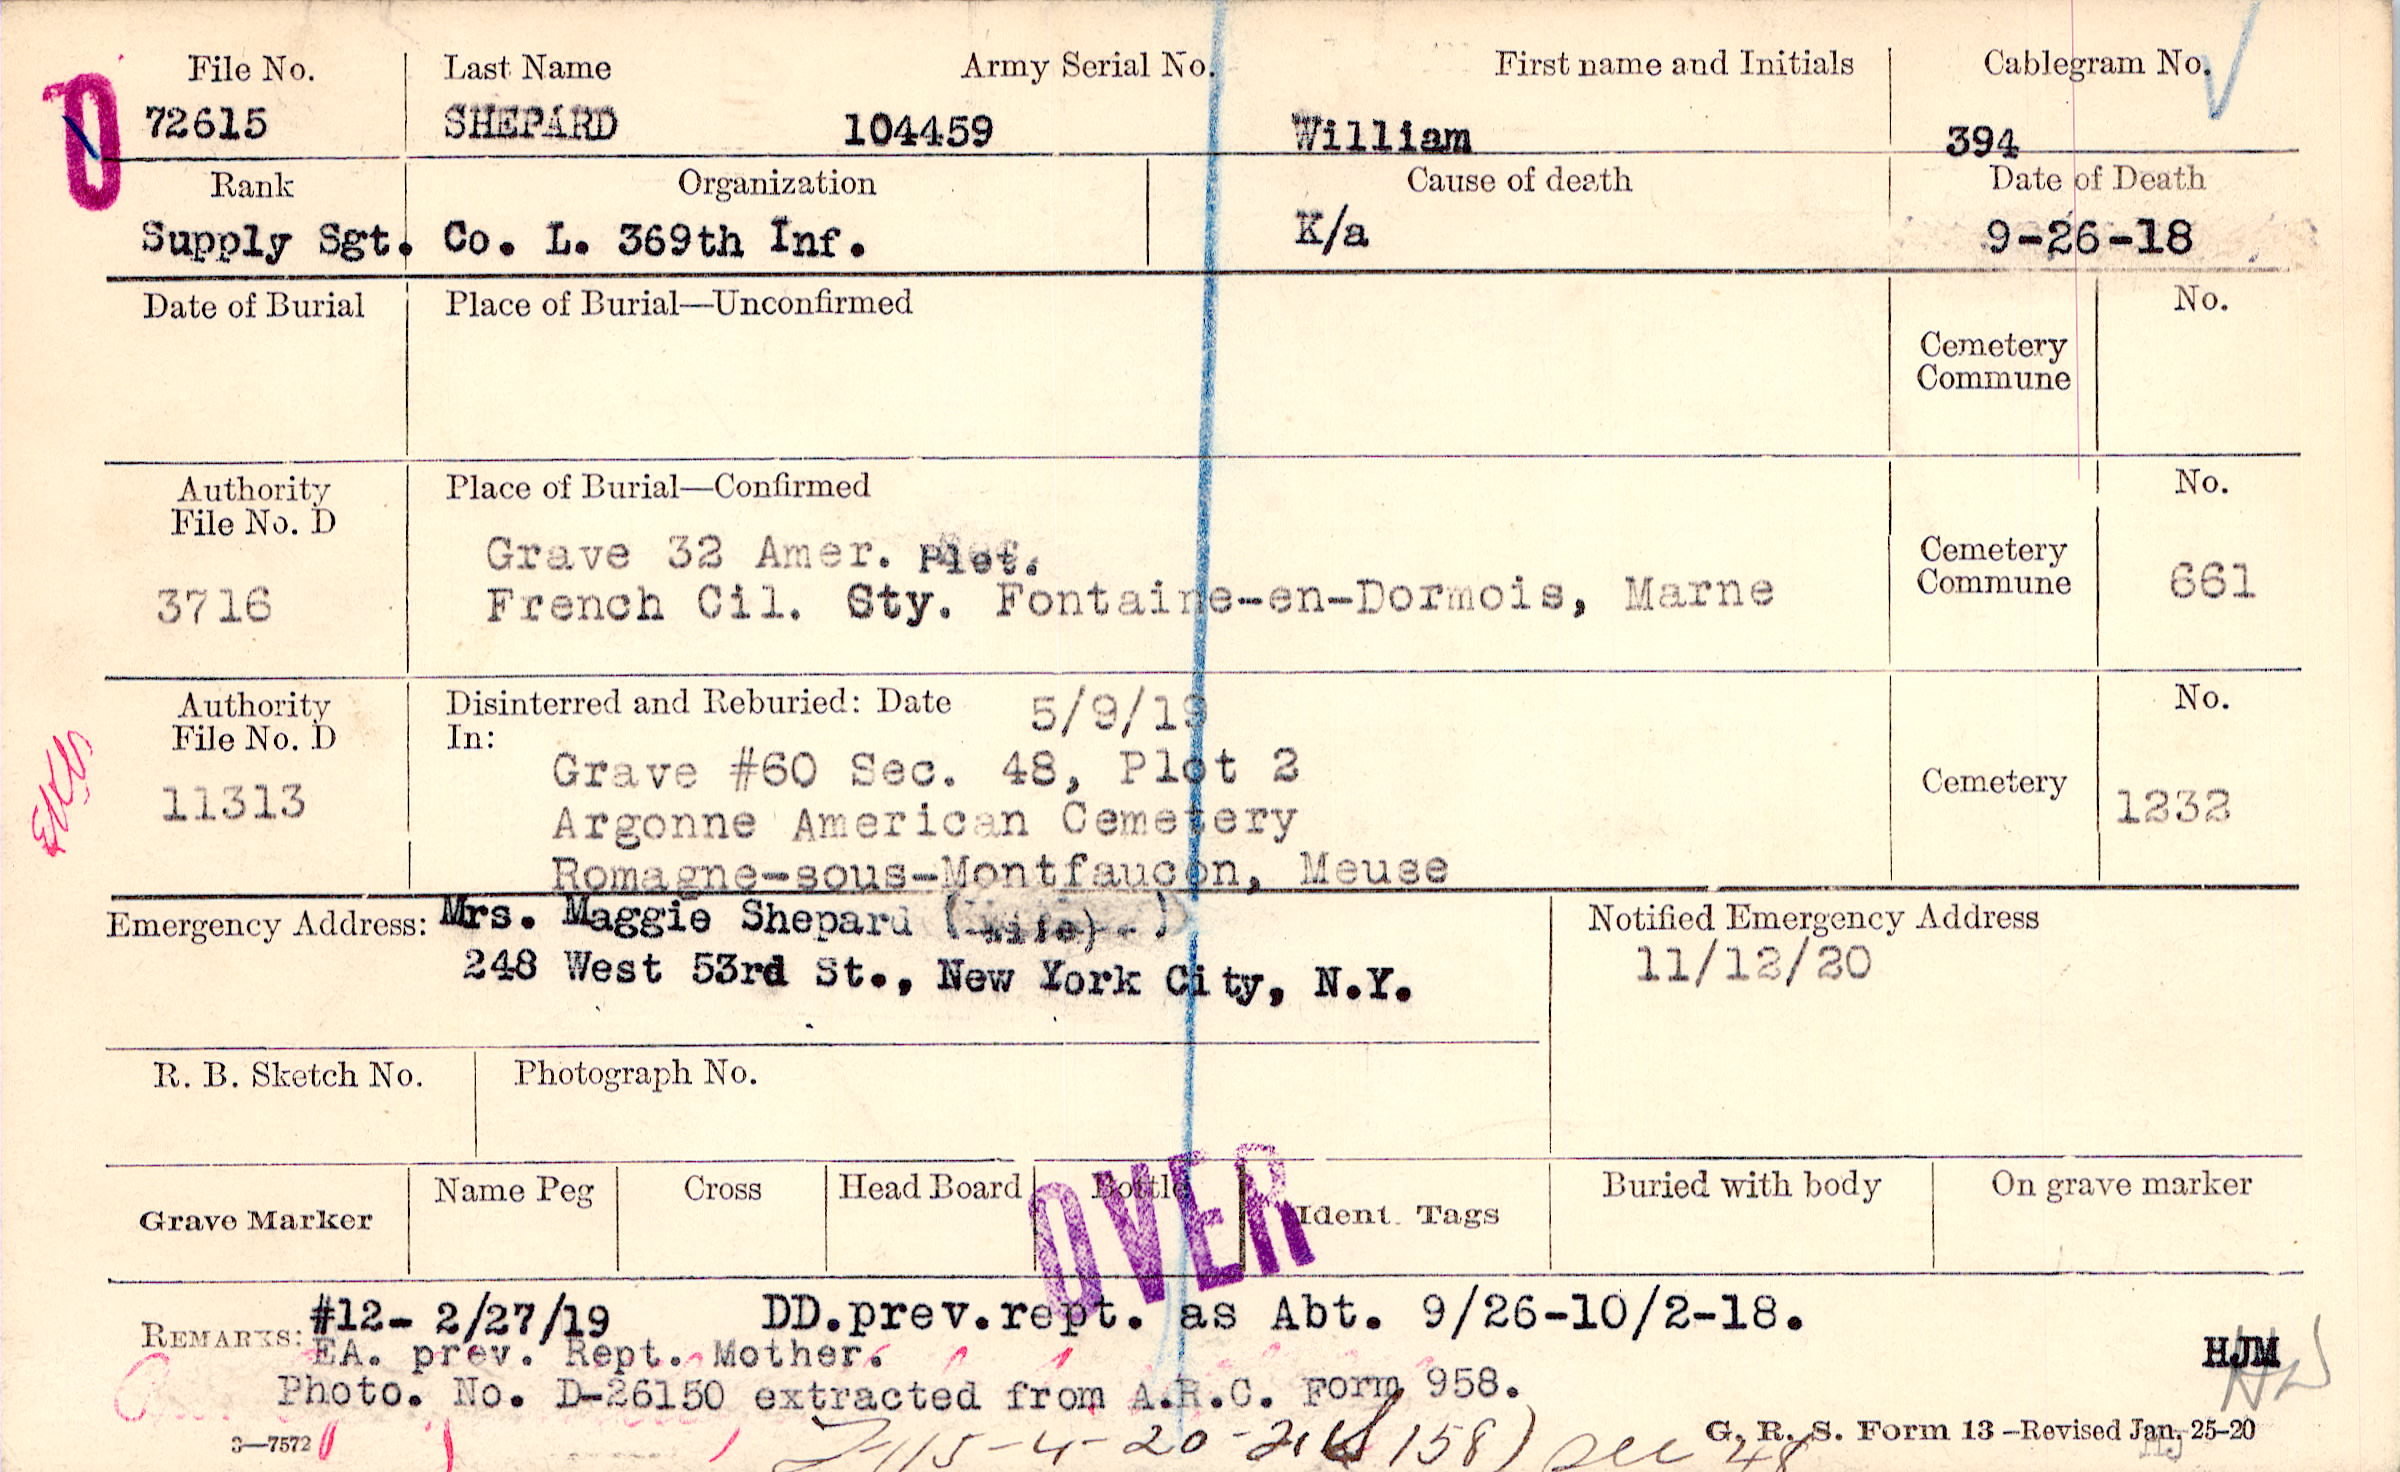 File No. Last Name Army Serial No. First name and Initials Cablegram No.
72615 SHEPARD 104459 William 394
Rank Organization Cause of death Date of Death
Supply Sgt. Co. L. 369th Inf. K/a 9-26-18
Date of Burial Place of Burial—Unconfirmed No.
Cemetery
Commune
Authority Place of Burial—Confirmed No.
File No. D
Grave 32 Amer. Plot. Cemetery
3716 French Cil. Sty. Fontaine-en-Dormois, Marne Commune 661
Authority Disinterred and Reburied: Date 5/9/19 No.
File No. D In:
Grave #60 Sec. 48, Plot 2 Cemetery
11313 Argonne American Cemetery 1232
Romagne-sous-Montfaucon, Meuse
Emergency Address: Mrs. Maggie Shepard (wife) Notified Emergency Address
248 West 53rd St., New York City, N.Y. 11/12/20
R. B. Sketch No. Photograph No.
Grave Marker Name Peg Cross Head Board Bottle Ident. Tags Buried with body On grave marker
OVER
REMARKS: #12- 2/27/19 DD.prev.rept. as Abt. 9/26-10/2-18.
EA. prev. Rept. Mother. HJM
Photo. No. D-26150 extracted from A.R.C. Form 958.
3—7572 G. R. S. Form 13—Revised Jan. 25-20